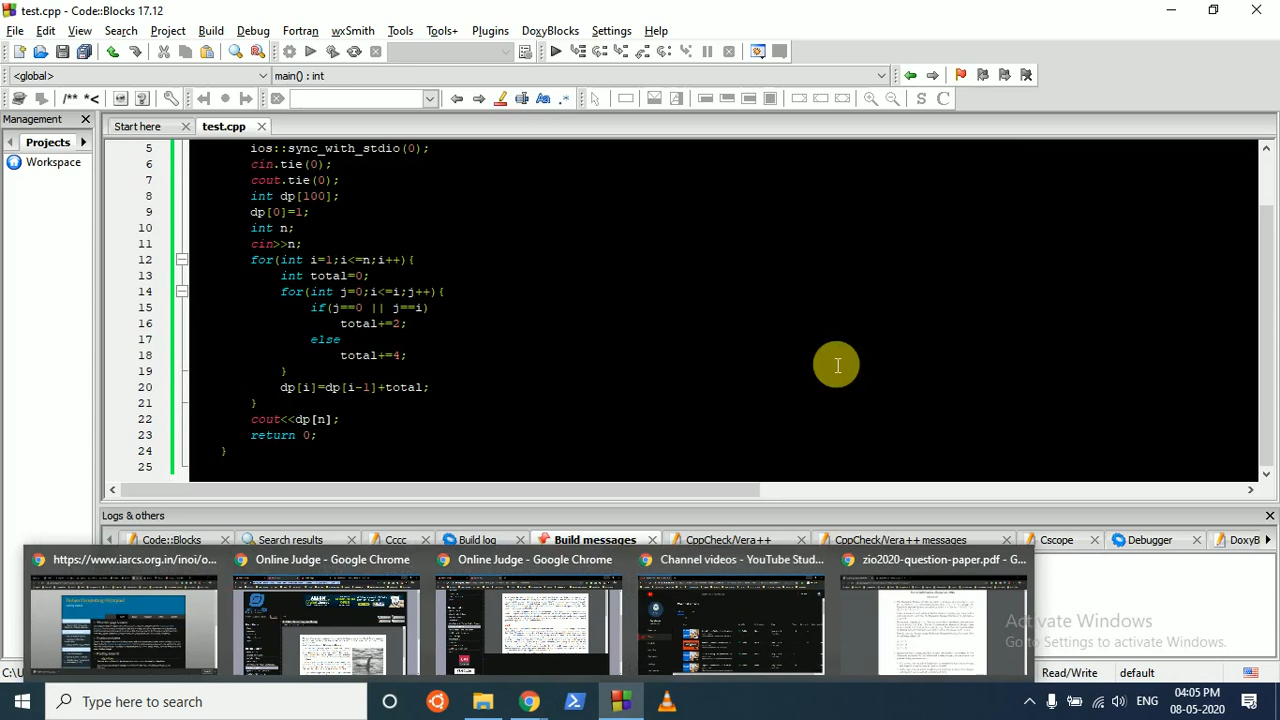 test.cpp - Code::Blocks 17.12
File Edit View Search Project Build Debug Fortran wxSmith Tools Tools+ Plugins DoxyBlocks Settings Help
<global> main() : int
/** *<
S C
Management Start here test.cpp
Projects
Workspace
5 ios::sync_with_stdio(0);
6 cin.tie(0);
7 cout.tie(0);
8 int dp[100];
9 dp[0]=1;
10 int n;
11 cin>>n;
12 for(int i=1;i<=n;i++){
13 int total=0;
14 for(int j=0;i<=i;j++){
15 if(j==0 || j==i)
16 total+=2;
17 else
18 total+=4;
19 }
20 dp[i]=dp[i-1]+total;
21 }
22 cout<<dp[n];
23 return 0;
24 }
25
Logs & others
Code::Blocks Search results Cccc Build log Build messages CppCheck/Vera++ CppCheck/Vera++ messages Cscope Debugger DoxyB
https://www.iarcs.org.in/inoi/o... Online Judge - Google Chrome Channel videos - YouTube Stud... zio2020-question-paper.pdf - G...
Activate Windows
Go to Settings to activate Windows.
Read/Write default
Type here to search
ENG 04:05 PM
08-05-2020